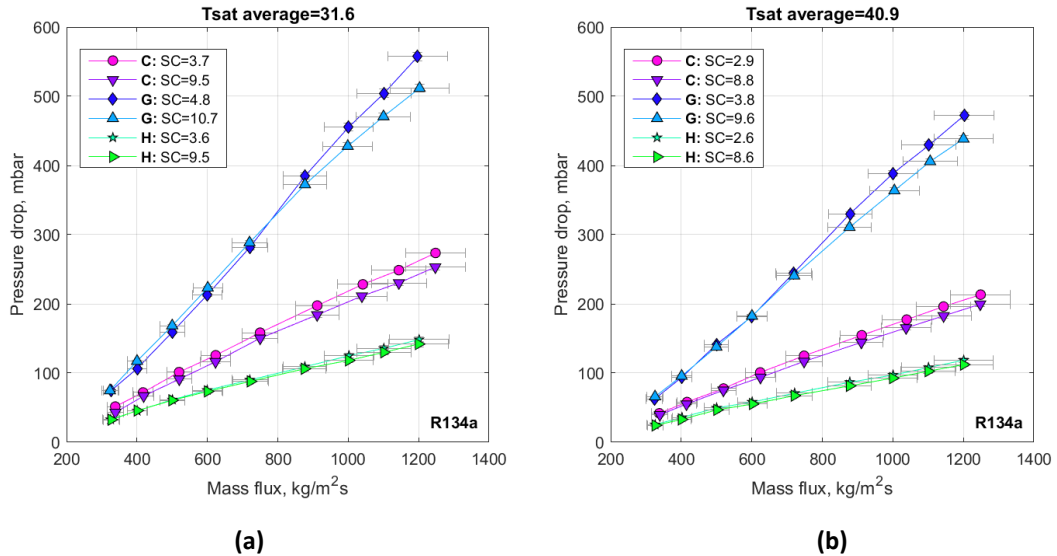 Tsat average=31.6
600
500
400
300
200
100
0
Pressure drop, mbar
C: SC=3.7
C: SC=9.5
G: SC=4.8
G: SC=10.7
H: SC=3.6
H: SC=9.5
R134a
200 400 600 800 1000 1200 1400
Mass flux, kg/m²s
(a)
Tsat average=40.9
600
500
400
300
200
100
0
Pressure drop, mbar
C: SC=2.9
C: SC=8.8
G: SC=3.8
G: SC=9.6
H: SC=2.6
H: SC=8.6
R134a
200 400 600 800 1000 1200 1400
Mass flux, kg/m²s
(b)